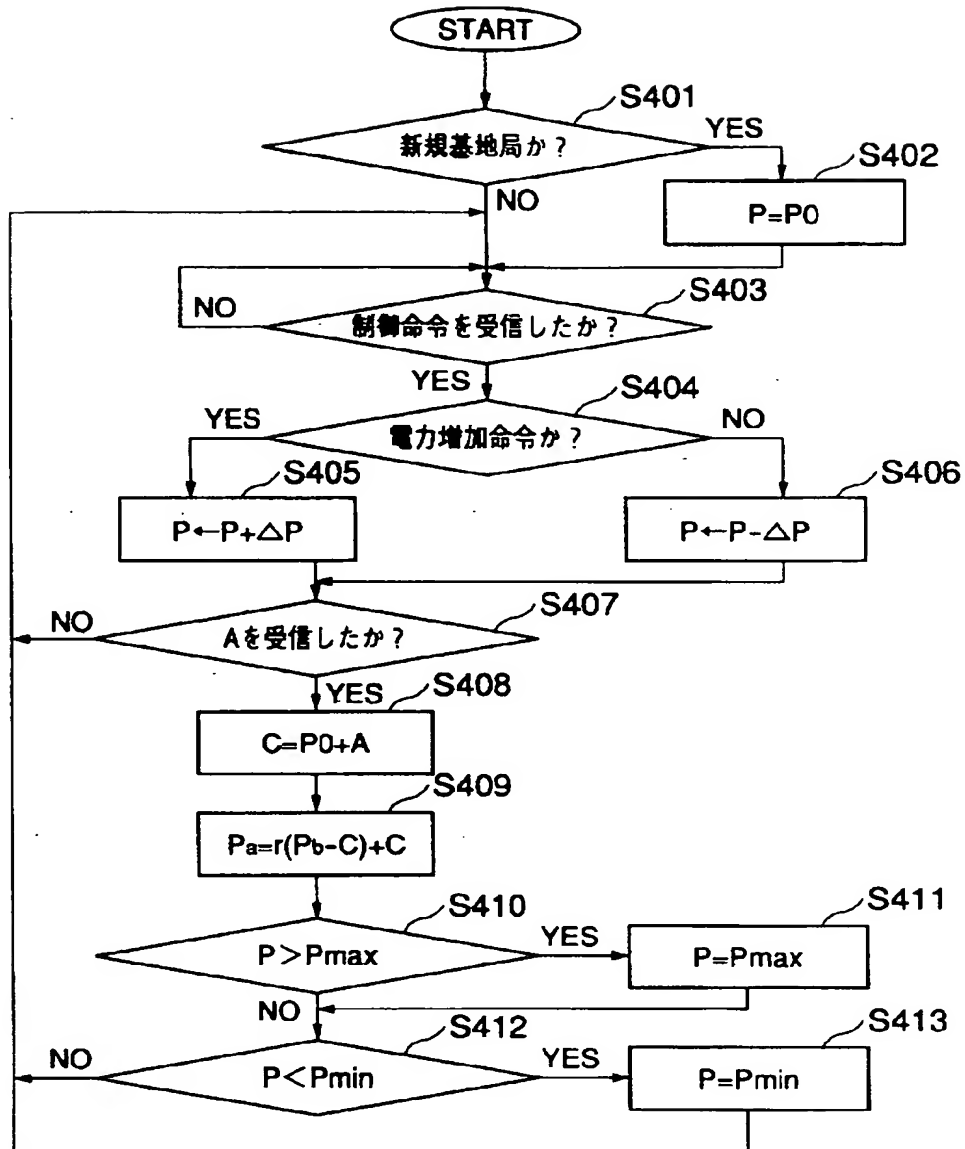 START
S401
新規基地局か?
YES
S402
P=P0
NO
S403
NO
制御命令を受信したか?
YES
S404
YES
電力増加命令か?
NO
S405
P←P+△P
S406
P←P-△P
S407
NO
Aを受信したか?
YES
S408
C=P0+A
S409
Pa=r(Pb-C)+C
S410
P>Pmax
YES
S411
P=Pmax
NO
S412
NO
P<Pmin
YES
S413
P=Pmin